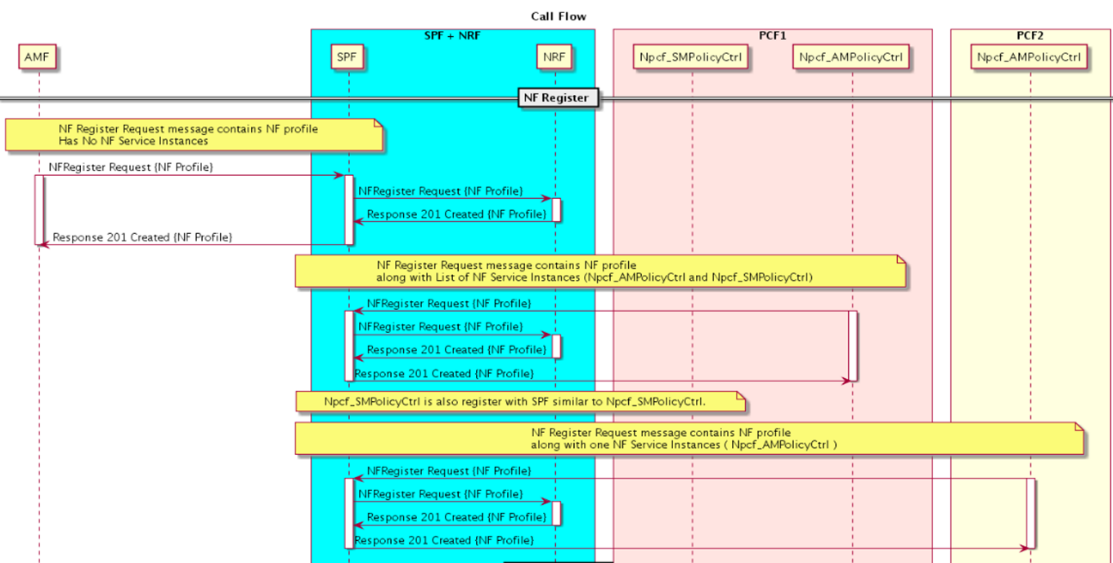 Call Flow
SPF + NRF
PCF1
PCF2
AMF
SPF
NRF
Npcf_SMPolicyCtrl
Npcf_AMPolicyCtrl
Npcf_AMPolicyCtrl
NF Register
NF Register Request message contains NF profile
Has No NF Service Instances
NFRegister Request {NF Profile}
NFRegister Request {NF Profile}
Response 201 Created {NF Profile}
Response 201 Created {NF Profile}
NF Register Request message contains NF profile
along with List of NF Service Instances (Npcf_AMPolicyCtrl and Npcf_SMPolicyCtrl)
NFRegister Request {NF Profile}
NFRegister Request {NF Profile}
Response 201 Created {NF Profile}
Response 201 Created {NF Profile}
Npcf_SMPolicyCtrl is also register with SPF similar to Npcf_SMPolicyCtrl.
NF Register Request message contains NF profile
along with one NF Service Instances ( Npcf_AMPolicyCtrl )
NFRegister Request {NF Profile}
NFRegister Request {NF Profile}
Response 201 Created {NF Profile}
Response 201 Created {NF Profile}